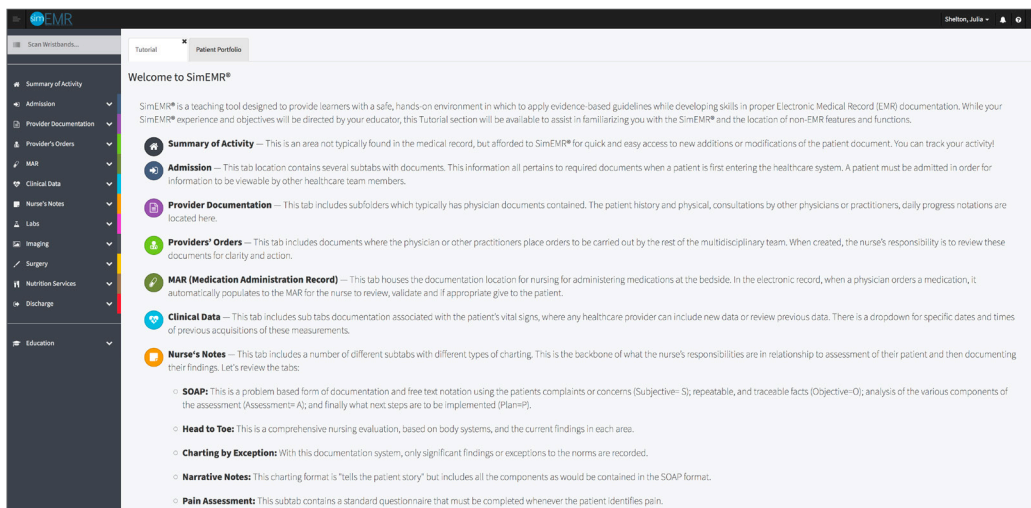 simEMR
Shelton, Julia
Scan Wristbands...
Tutorial
Patient Portfolio
Summary of Activity
Admission
Provider Documentation
Provider's Orders
MAR
Clinical Data
Nurse's Notes
Labs
Imaging
Surgery
Nutrition Services
Discharge
Education
Welcome to SimEMR®
SimEMR® is a teaching tool designed to provide learners with a safe, hands-on environment in which to apply evidence-based guidelines while developing skills in proper Electronic Medical Record (EMR) documentation. While your
SimEMR® experience and objectives will be directed by your educator, this Tutorial section will be available to assist in familiarizing you with the SimEMR® and the location of non-EMR features and functions.
Summary of Activity — This is an area not typically found in the medical record, but afforded to SimEMR® for quick and easy access to new additions or modifications of the patient document. You can track your activity!
Admission — This tab location contains several subtabs with documents. This information all pertains to required documents when a patient is first entering the healthcare system. A patient must be admitted in order for
information to be viewable by other healthcare team members.
Provider Documentation — This tab includes subfolders which typically has physician documents contained. The patient history and physical, consultations by other physicians or practitioners, daily progress notations are
located here.
Providers' Orders — This tab includes documents where the physician or other practitioners place orders to be carried out by the rest of the multidisciplinary team. When created, the nurse's responsibility is to review these
documents for clarity and action.
MAR (Medication Administration Record) — This tab houses the documentation location for nursing for administering medications at the bedside. In the electronic record, when a physician orders a medication, it
automatically populates to the MAR for the nurse to review, validate and if appropriate give to the patient.
Clinical Data — This tab includes sub tabs documentation associated with the patient's vital signs, where any healthcare provider can include new data or review previous data. There is a dropdown for specific dates and times
of previous acquisitions of these measurements.
Nurse's Notes — This tab includes a number of different subtabs with different types of charting. This is the backbone of what the nurse's responsibilities are in relationship to assessment of their patient and then documenting
their findings. Let's review the tabs:
○ SOAP: This is a problem based form of documentation and free text notation using the patients complaints or concerns (Subjective= S); repeatable, and traceable facts (Objective=O); analysis of the various components of
the assessment (Assessment= A); and finally what next steps are to be implemented (Plan=P).
○ Head to Toe: This is a comprehensive nursing evaluation, based on body systems, and the current findings in each area.
○ Charting by Exception: With this documentation system, only significant findings or exceptions to the norms are recorded.
○ Narrative Notes: This charting format is "tells the patient story" but includes all the components as would be contained in the SOAP format.
○ Pain Assessment: This subtab contains a standard questionnaire that must be completed whenever the patient identifies pain.